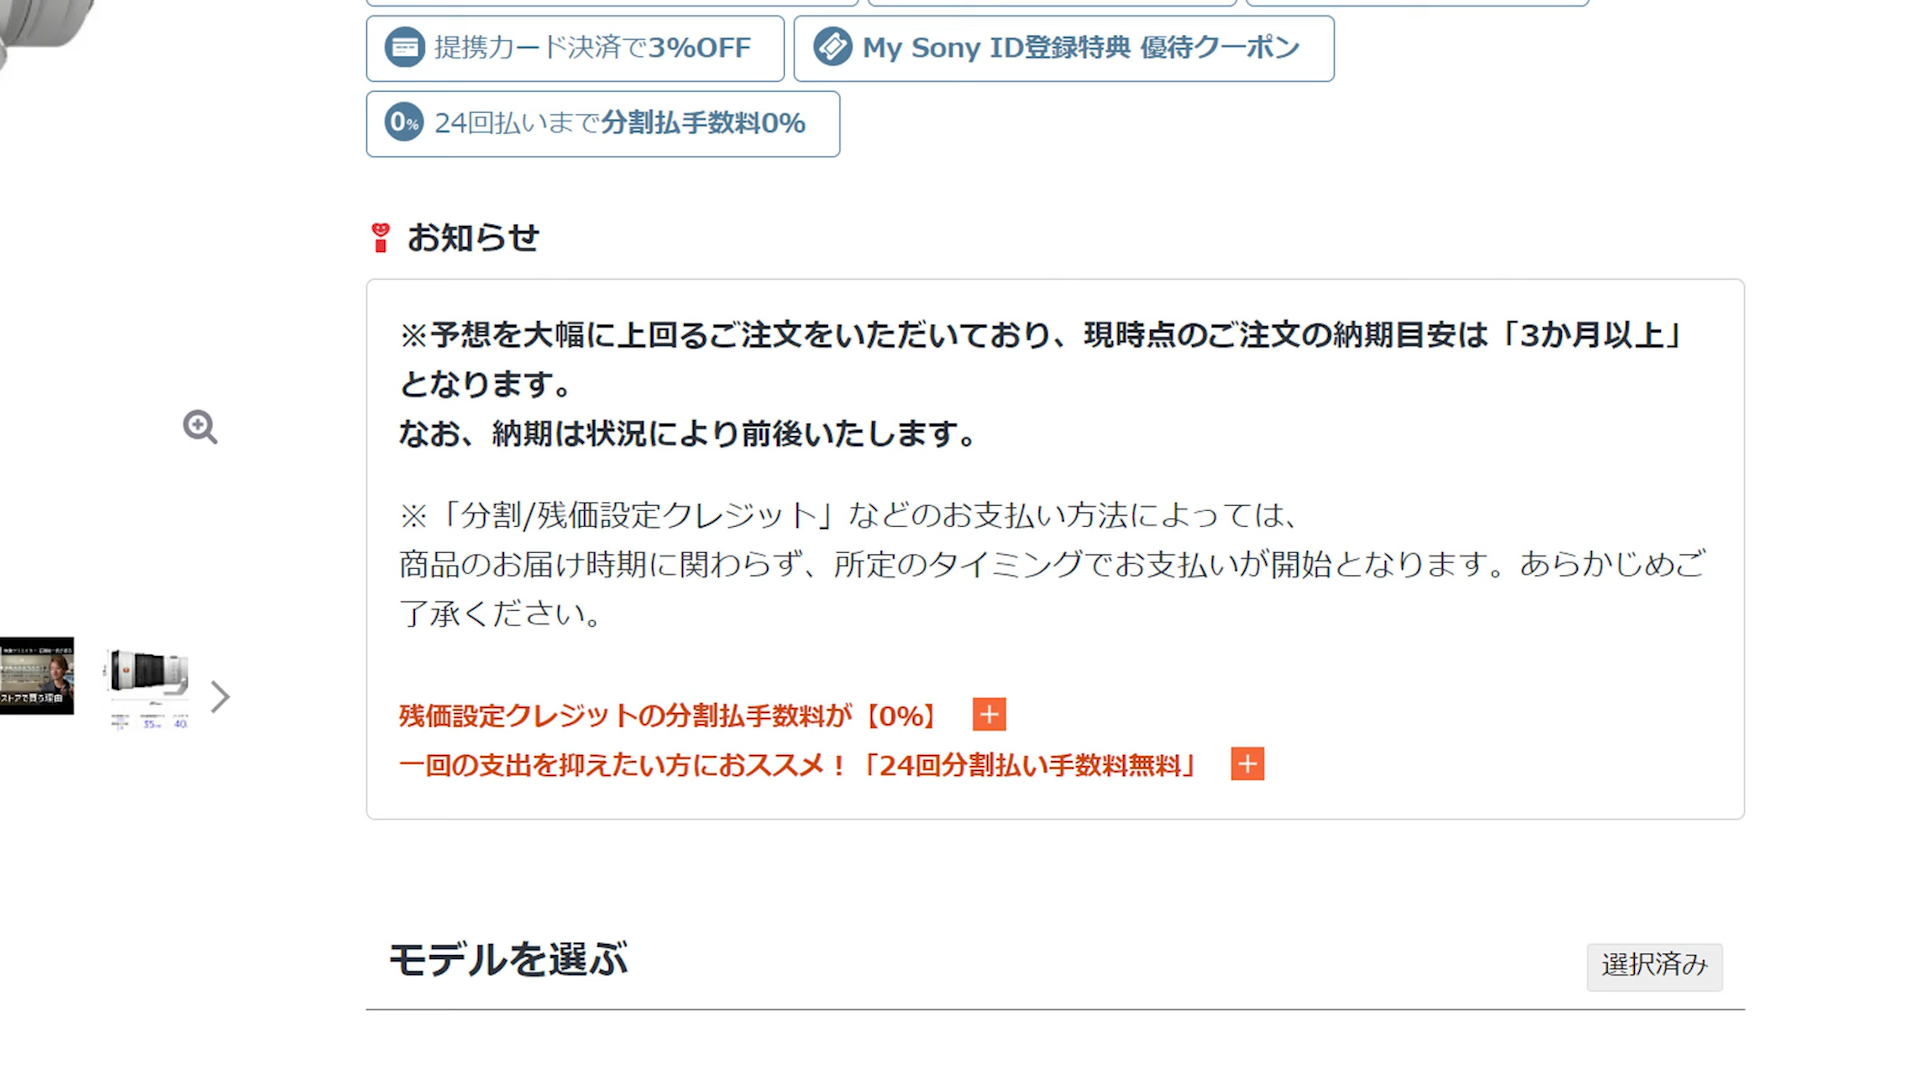 提携カード決済で3%OFF
My Sony ID登録特典 優待クーポン
0% 24回払いまで分割払手数料0%
お知らせ
※予想を大幅に上回るご注文をいただいており、現時点のご注文の納期目安は「3か月以上」
となります。
なお、納期は状況により前後いたします。
※「分割/残価設定クレジット」などのお支払い方法によっては、
商品のお届け時期に関わらず、所定のタイミングでお支払いが開始となります。あらかじめご
了承ください。
残価設定クレジットの分割払手数料が【0%】
一回の支出を抑えたい方におススメ！「24回分割払い手数料無料」
ストアで買う理由
モデルを選ぶ
選択済み